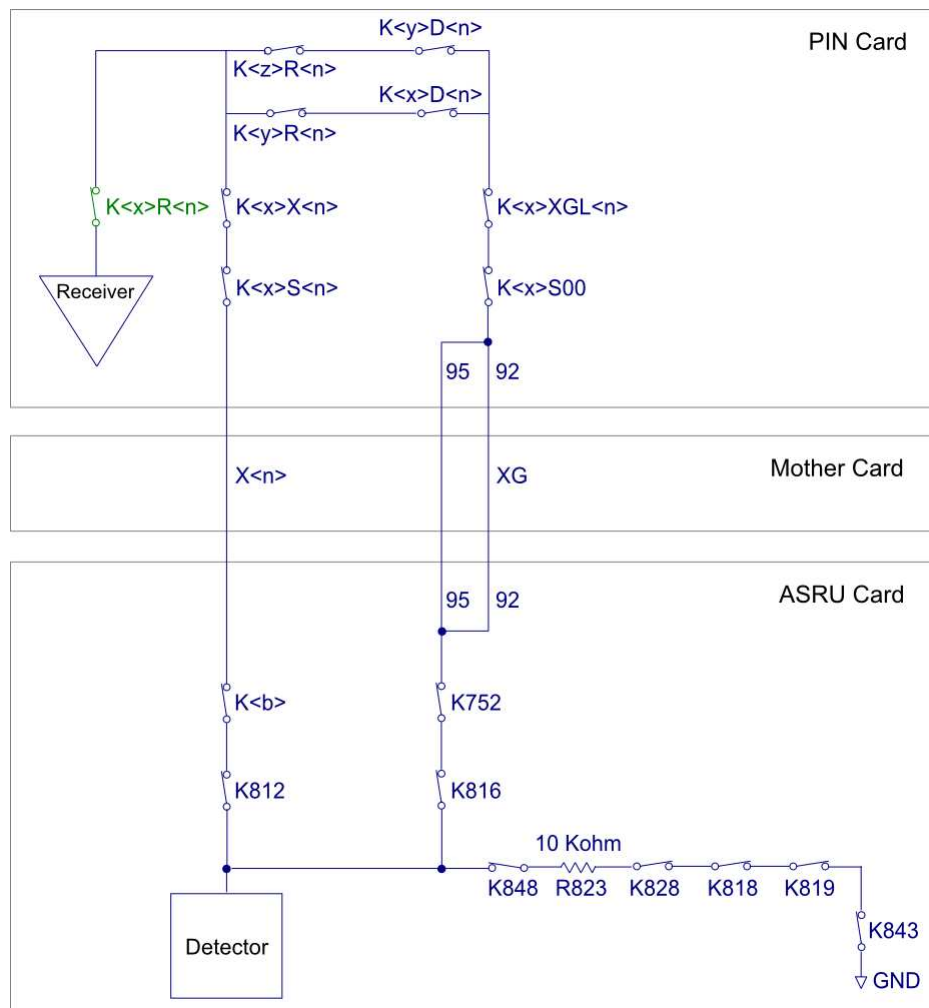 K<y>D<n>
PIN Card
K<z>R<n>
K<x>D<n>
K<y>R<n>
K<x>R<n>
K<x>X<n>
K<x>XGL<n>
Receiver
K<x>S<n>
K<x>S00
95
92
X<n>
XG
Mother Card
95
92
ASRU Card
K<b>
K752
K812
K816
10 Kohm
K848
R823
K828
K818
K819
K843
Detector
GND